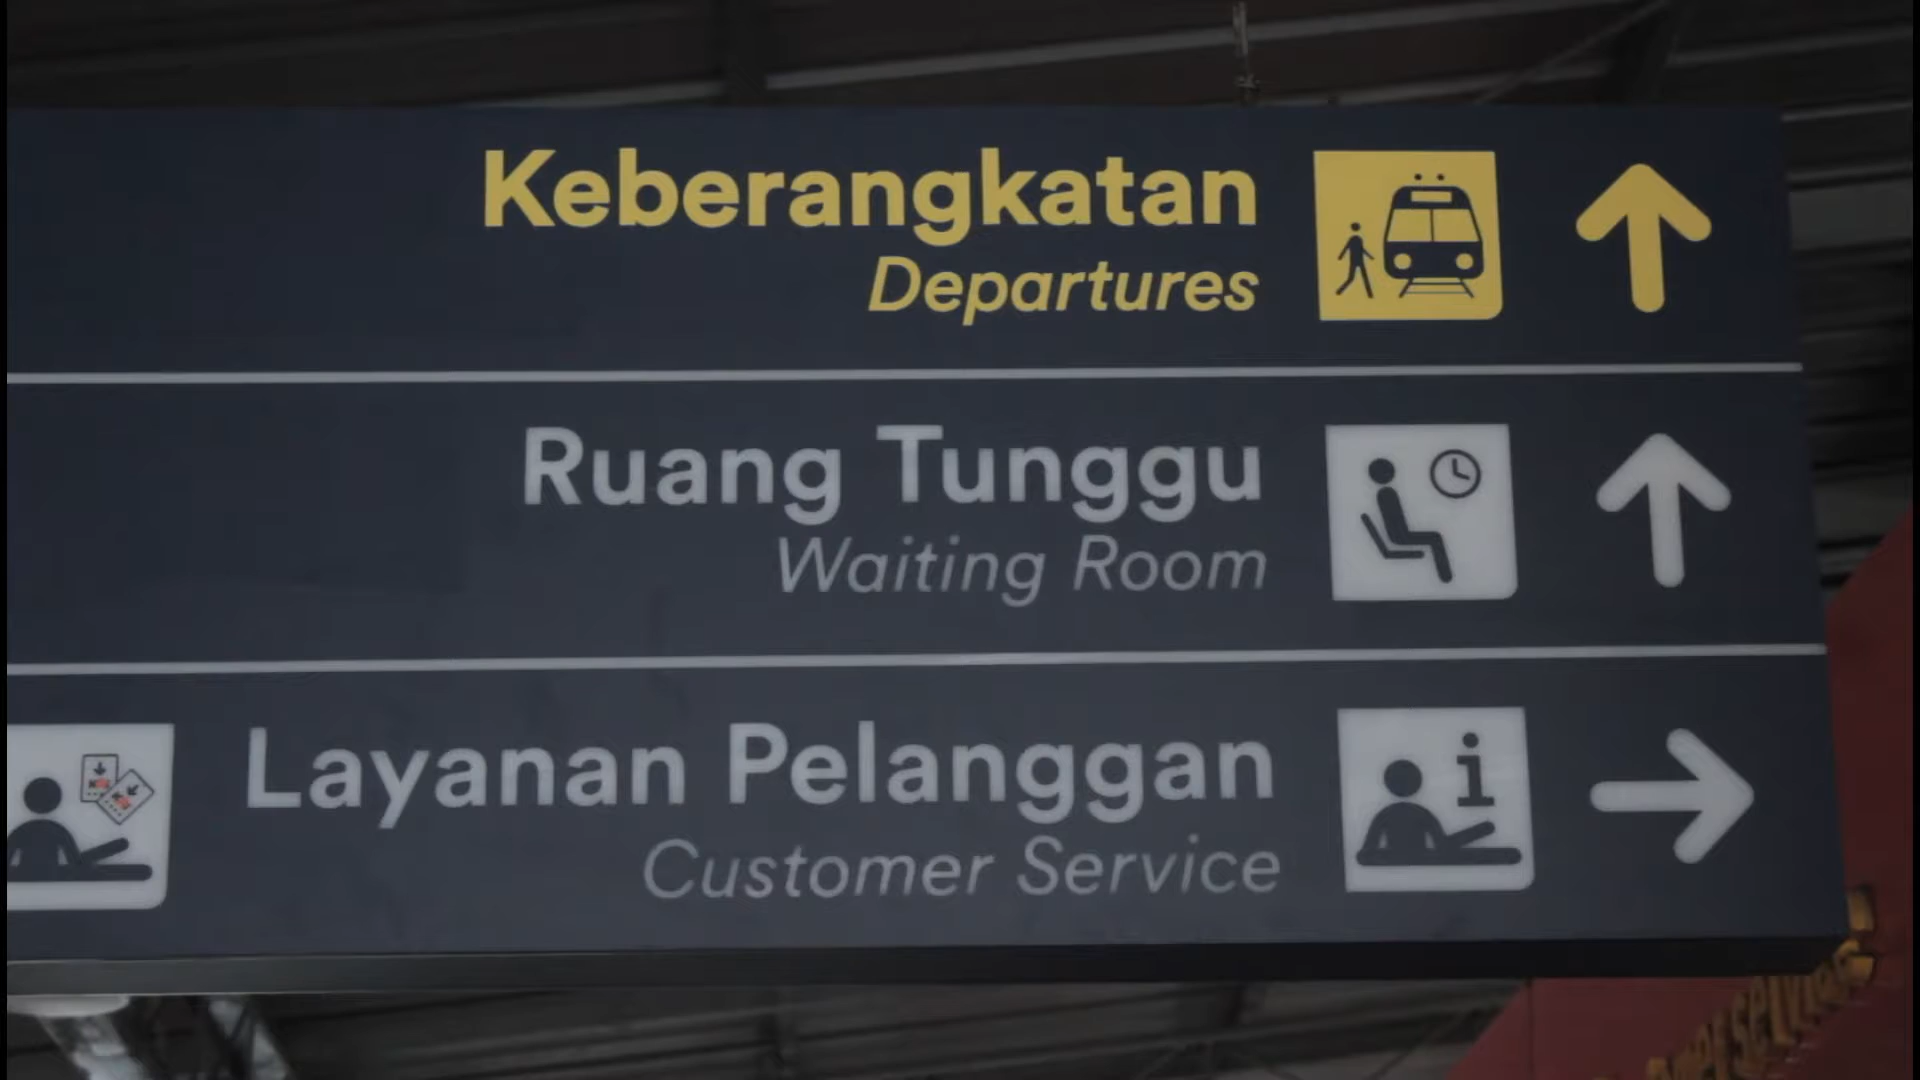 Keberangkatan
Departures
Ruang Tunggu
Waiting Room
Layanan Pelanggan
Customer Service